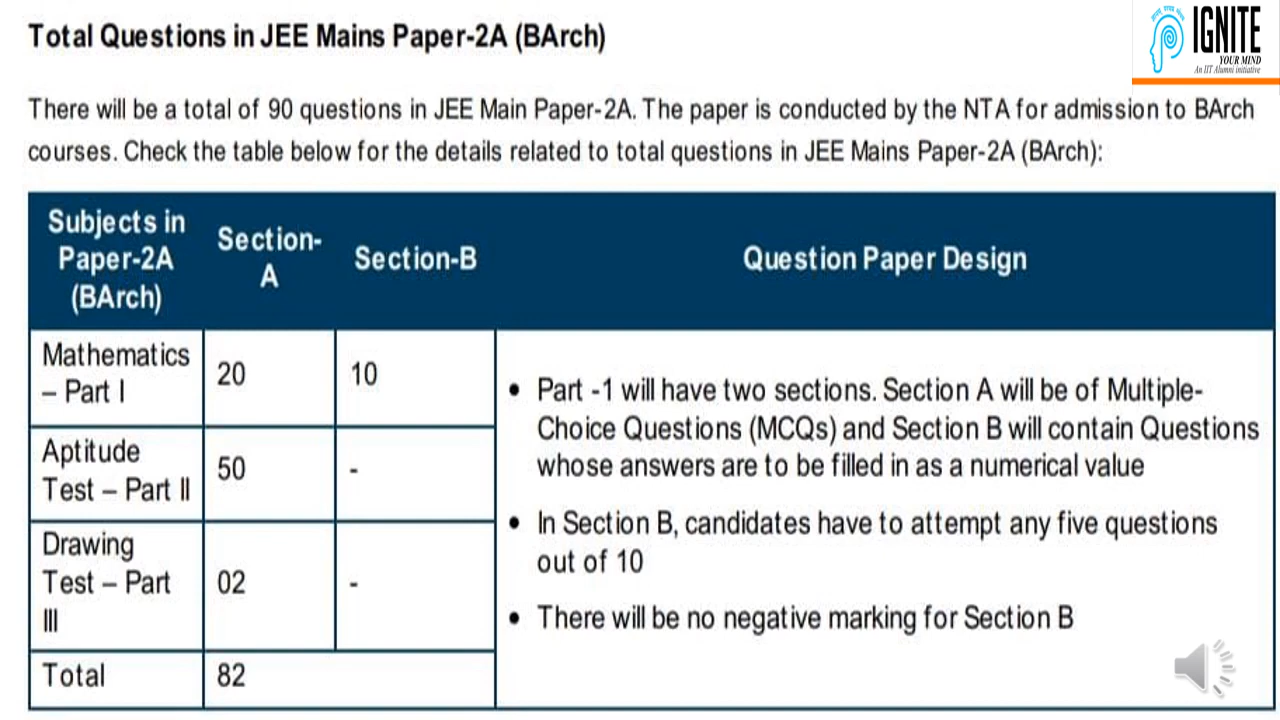 Total Questions in JEE Mains Paper-2A (BArch)
IGNITE
YOUR MIND
An IIT Alumni initiative
There will be a total of 90 questions in JEE Main Paper-2A. The paper is conducted by the NTA for admission to BArch
courses. Check the table below for the details related to total questions in JEE Mains Paper-2A (BArch):
Subjects in
Paper-2A
(BArch)
Section-
A
Section-B
Question Paper Design
Mathematics
– Part I
20
10
Aptitude
Test – Part II
50
-
Drawing
Test – Part
III
02
-
Total
82
• Part -1 will have two sections. Section A will be of Multiple-
Choice Questions (MCQs) and Section B will contain Questions
whose answers are to be filled in as a numerical value
• In Section B, candidates have to attempt any five questions
out of 10
• There will be no negative marking for Section B